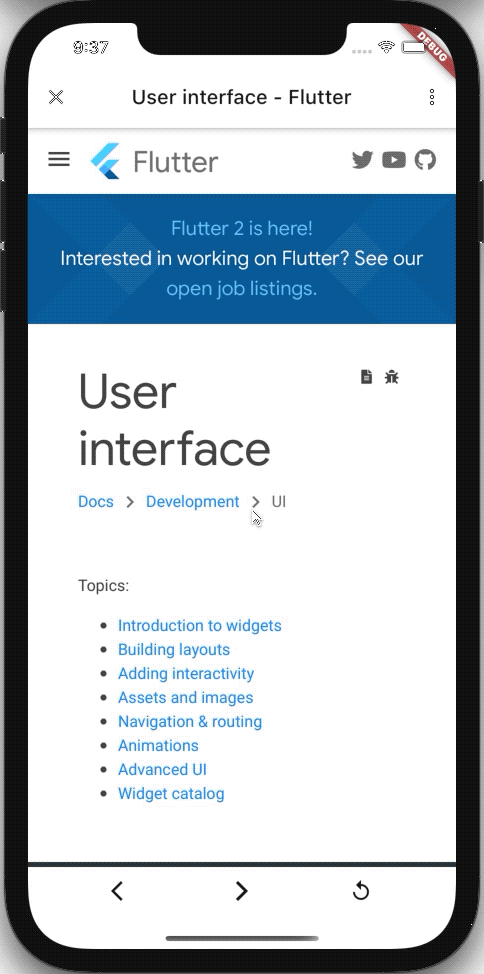 9:37
DEBUG
User interface - Flutter
Flutter
Flutter 2 is here!
Interested in working on Flutter? See our
open job listings.
User
interface
Docs > Development > UI
Topics:
• Introduction to widgets
• Building layouts
• Adding interactivity
• Assets and images
• Navigation & routing
• Animations
• Advanced UI
• Widget catalog